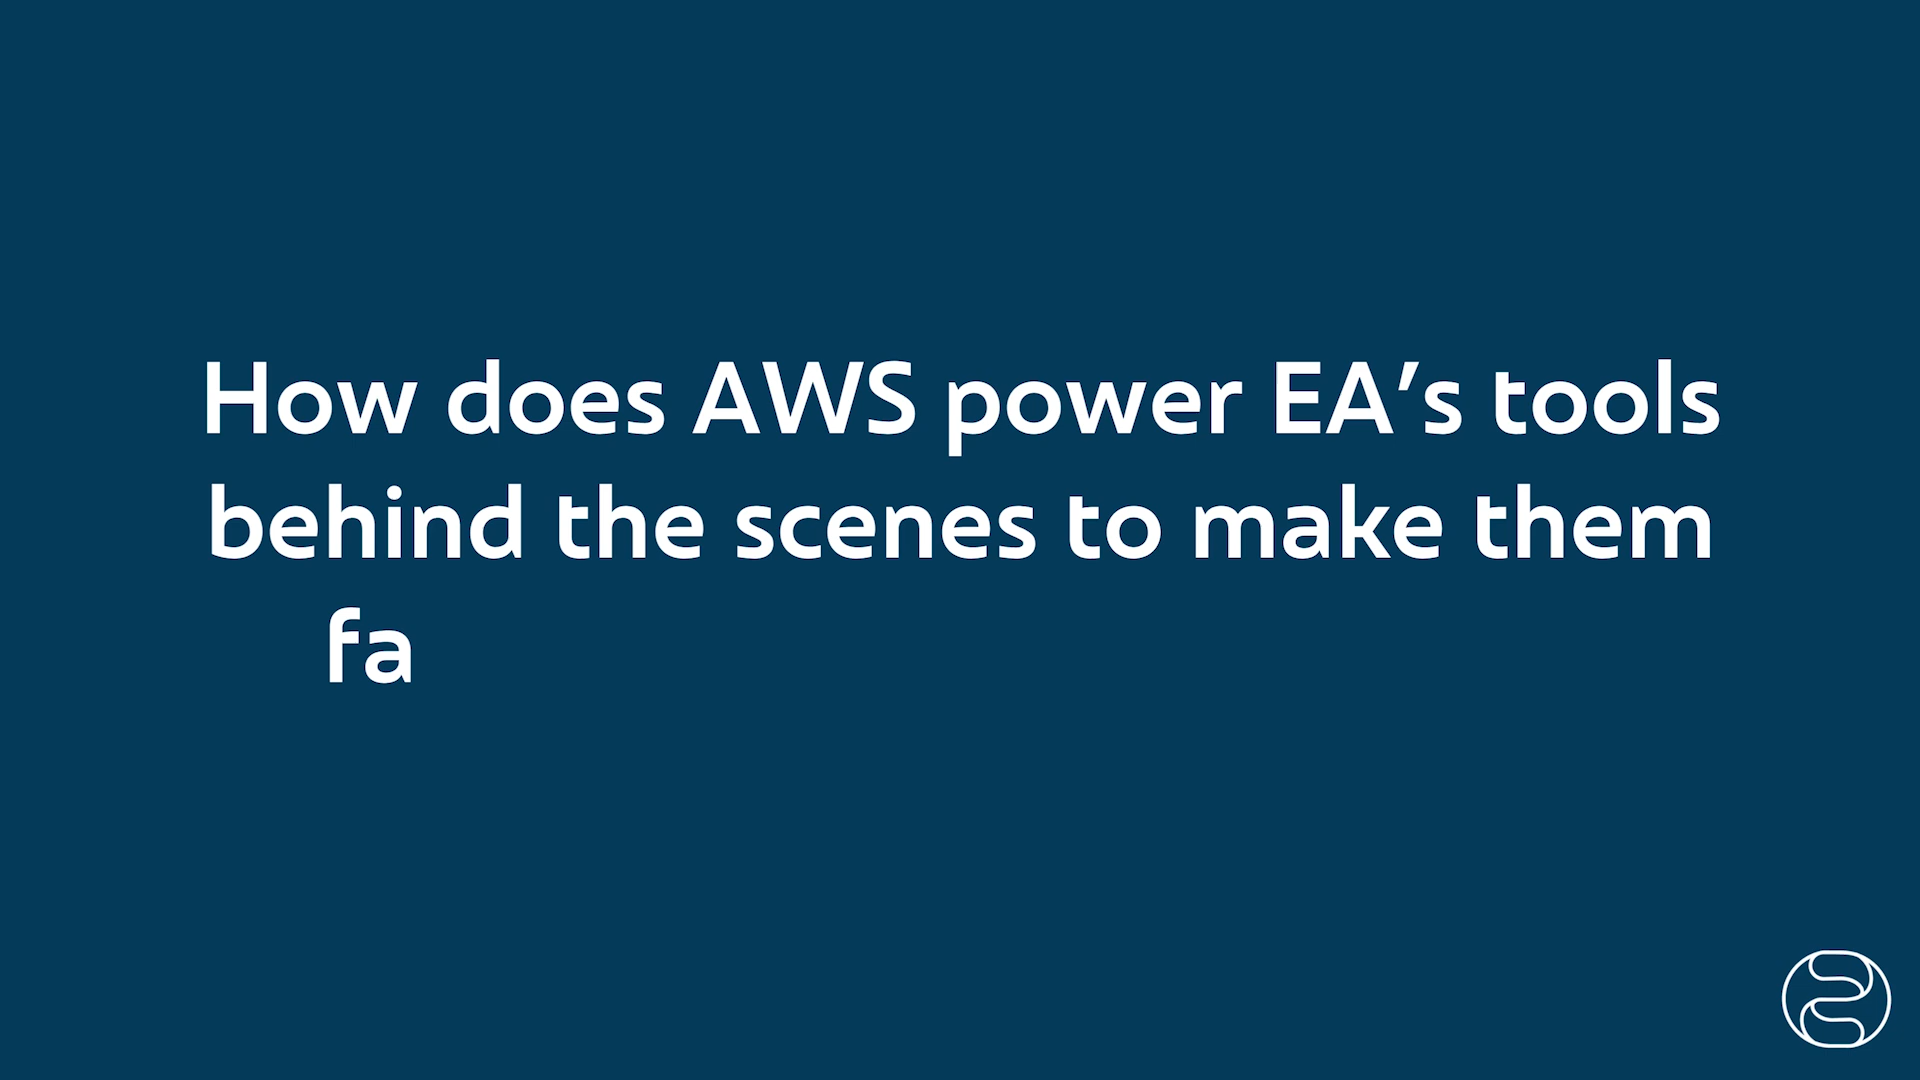 How does AWS power EA’s tools
behind the scenes to make them
fa